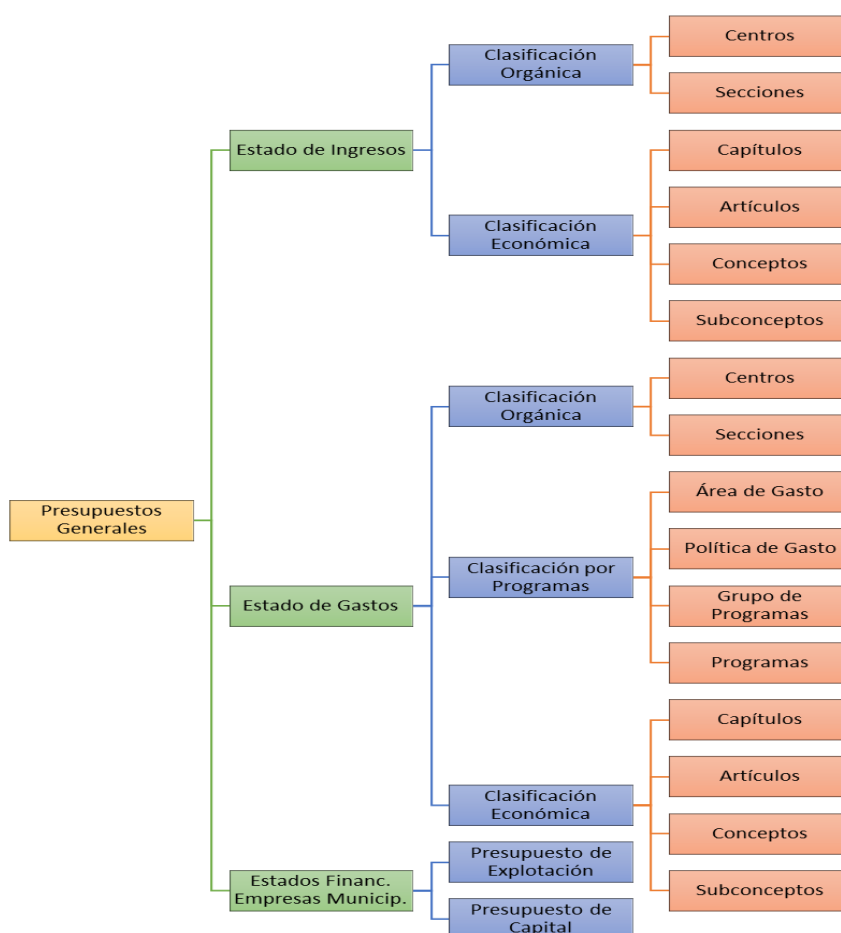 Presupuestos
Generales
Estado de Ingresos
Clasificación
Orgánica
Centros
Secciones
Clasificación
Económica
Capítulos
Artículos
Conceptos
Subconceptos
Estado de Gastos
Clasificación
Orgánica
Centros
Secciones
Clasificación por
Programas
Área de Gasto
Política de Gasto
Grupo de
Programas
Programas
Clasificación
Económica
Capítulos
Artículos
Conceptos
Subconceptos
Estados Financ.
Empresas Municip.
Presupuesto de
Explotación
Presupuesto de
Capital